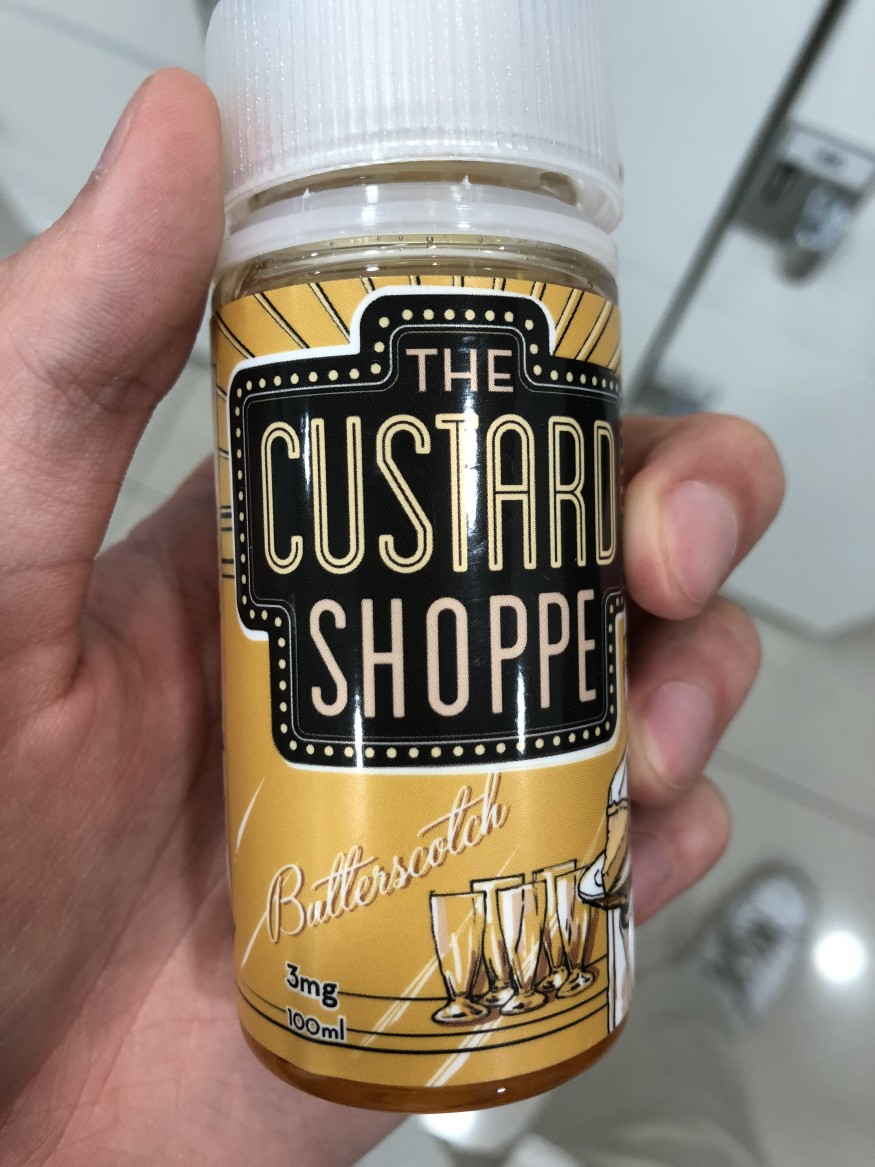 THE
CUSTARD
SHOPPE
Butterscotch
3mg
100ml